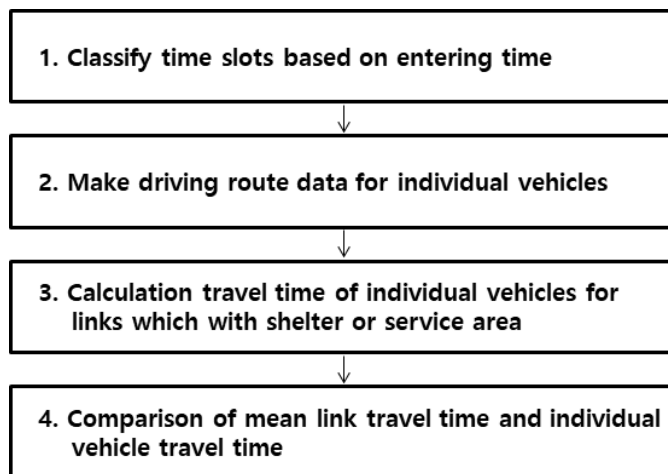 1. Classify time slots based on entering time
2. Make driving route data for individual vehicles
3. Calculation travel time of individual vehicles for
links which with shelter or service area
4. Comparison of mean link travel time and individual
vehicle travel time